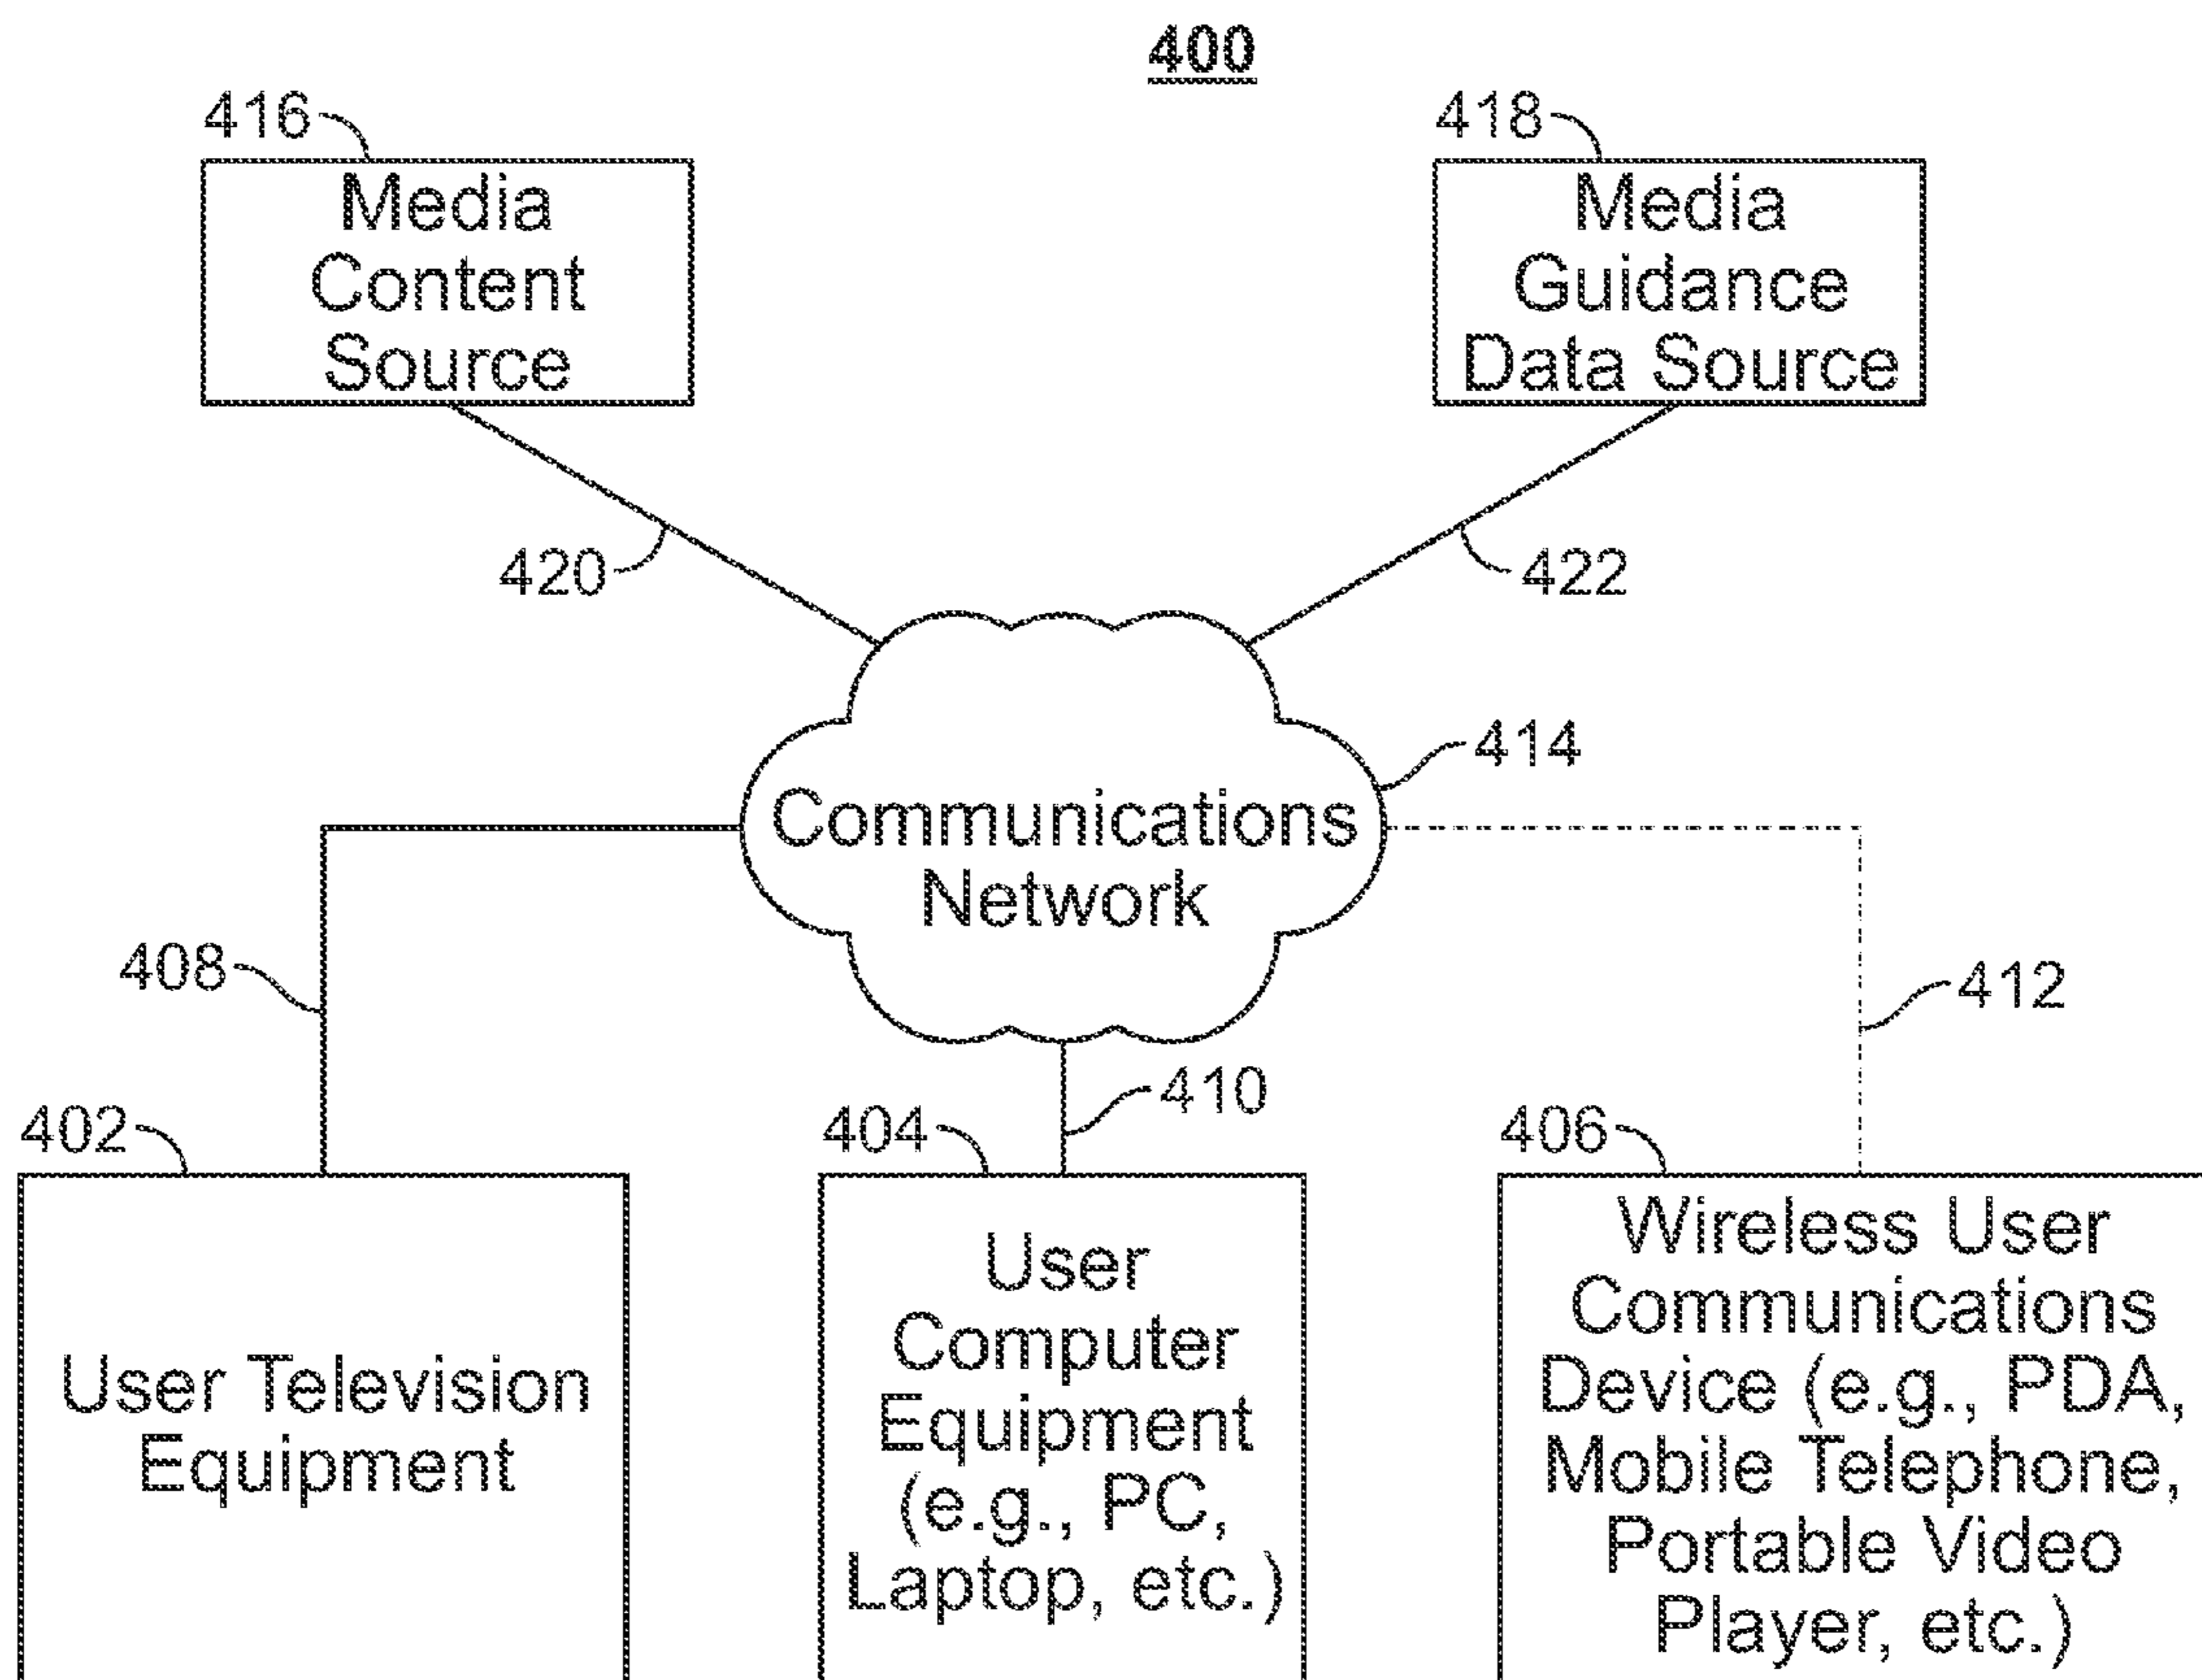 400
416
Media
Content
Source
418
Media
Guidance
Data Source
420
422
414
Communications
Network
408
412
410
402
User Television
Equipment
404
User
Computer
Equipment
(e.g., PC,
Laptop, etc.)
406
Wireless User
Communications
Device (e.g., PDA,
Mobile Telephone,
Portable Video
Player, etc.)